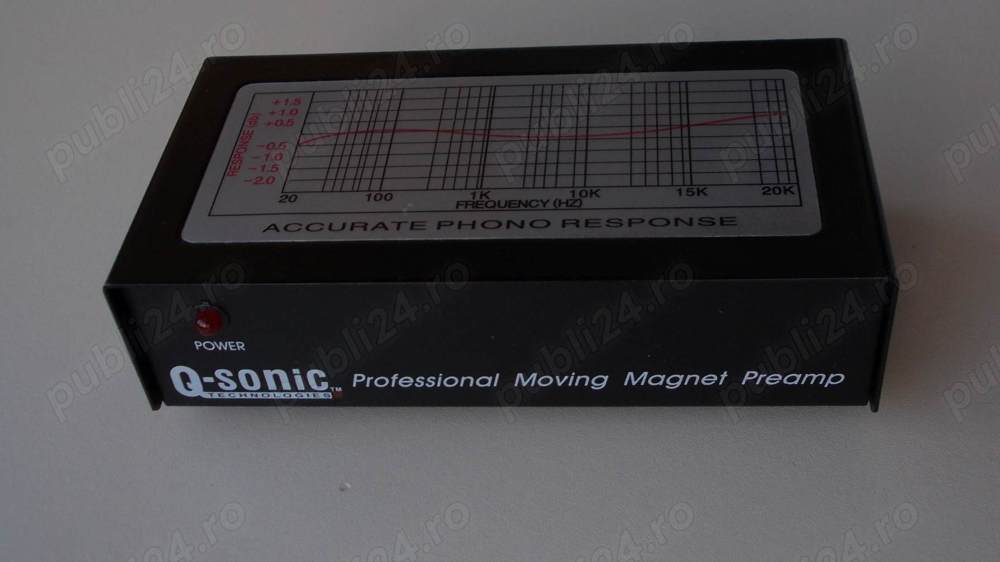 +1.5
+1.0
+0.5
-0.5
-1.0
-1.5
-2.0
RESPONSE (db)
20 100 1K 10K 15K 20K
FREQUENCY (HZ)
ACCURATE PHONO RESPONSE
POWER
Q-sonic™ Professional Moving Magnet Preamp
TECHNOLOGIES
publi24.ro